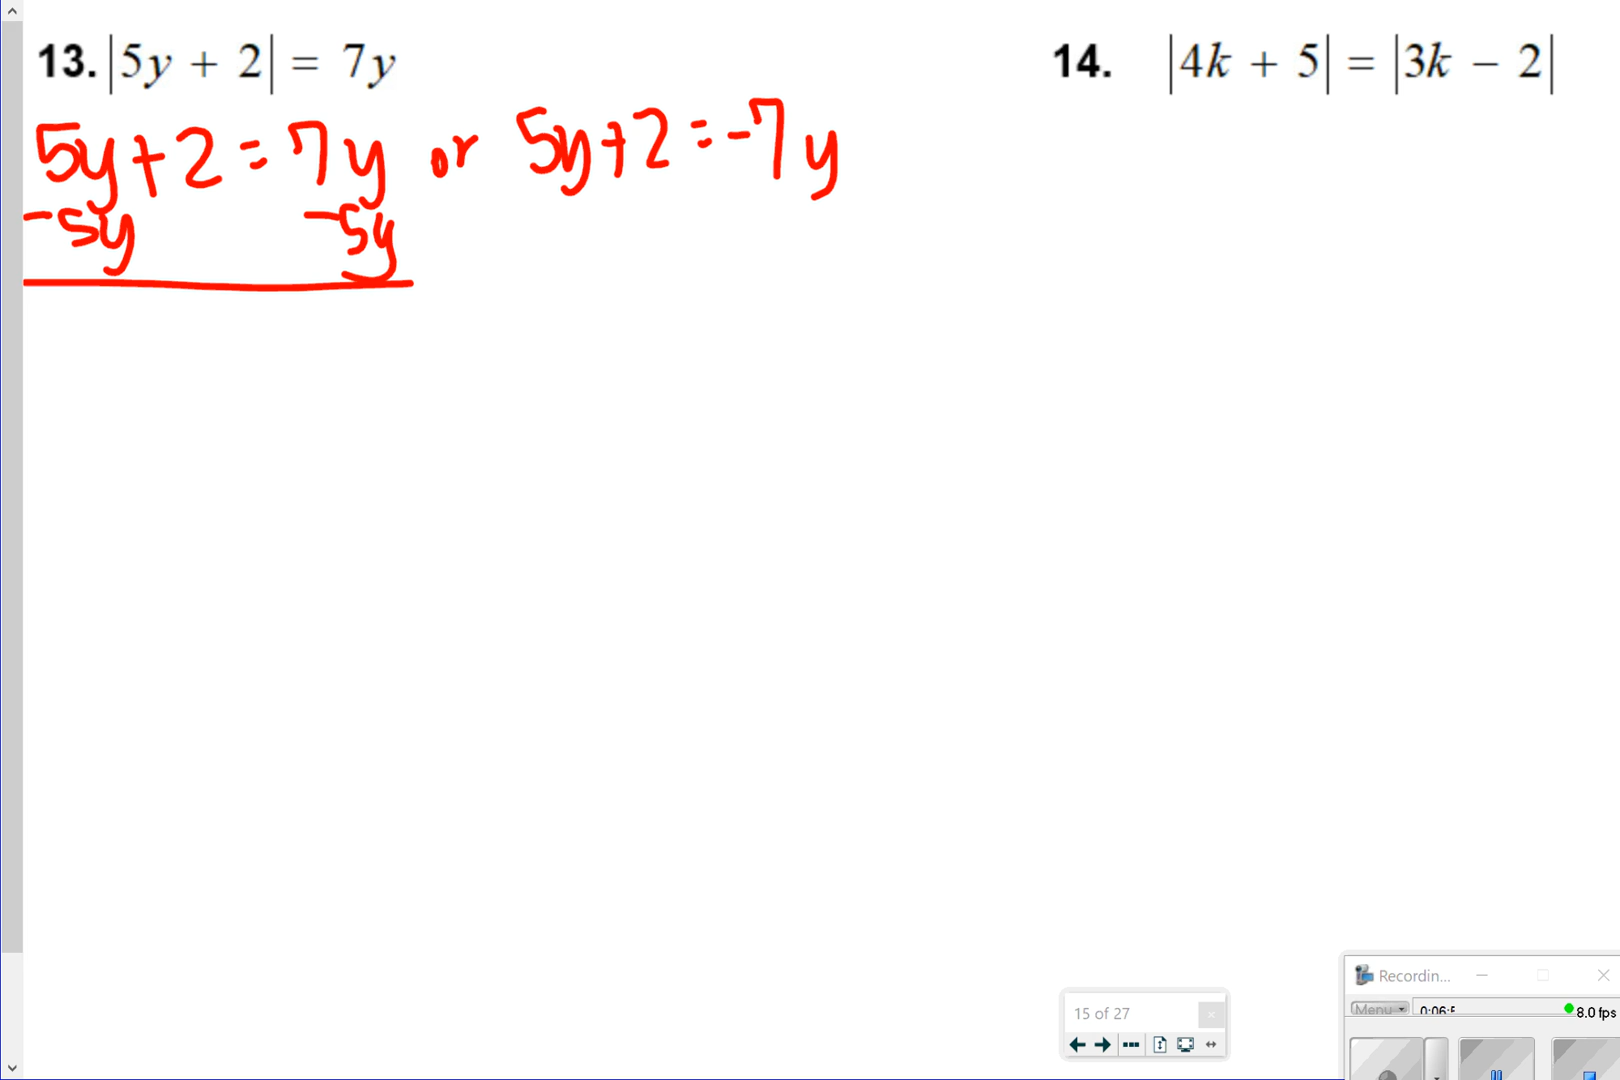 13. |5y + 2| = 7y
5y+2=7y or 5y+2=-7y
-5y -5y
14. |4k + 5| = |3k − 2|
15 of 27
Recordin...
Menu
8.0 fps